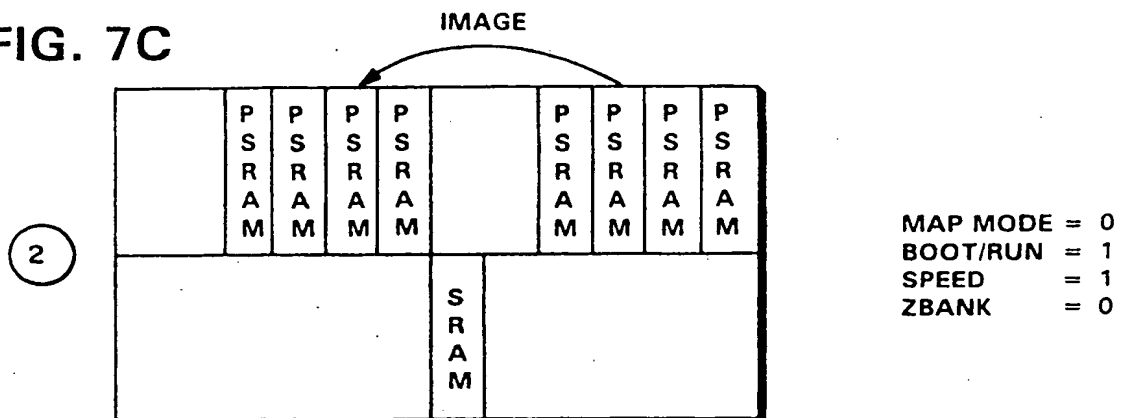 FIG. 7C
IMAGE
PSRAM
PSRAM
PSRAM
PSRAM
PSRAM
PSRAM
PSRAM
PSRAM
2
SRAM
MAP MODE = 0
BOOT/RUN = 1
SPEED = 1
ZBANK = 0